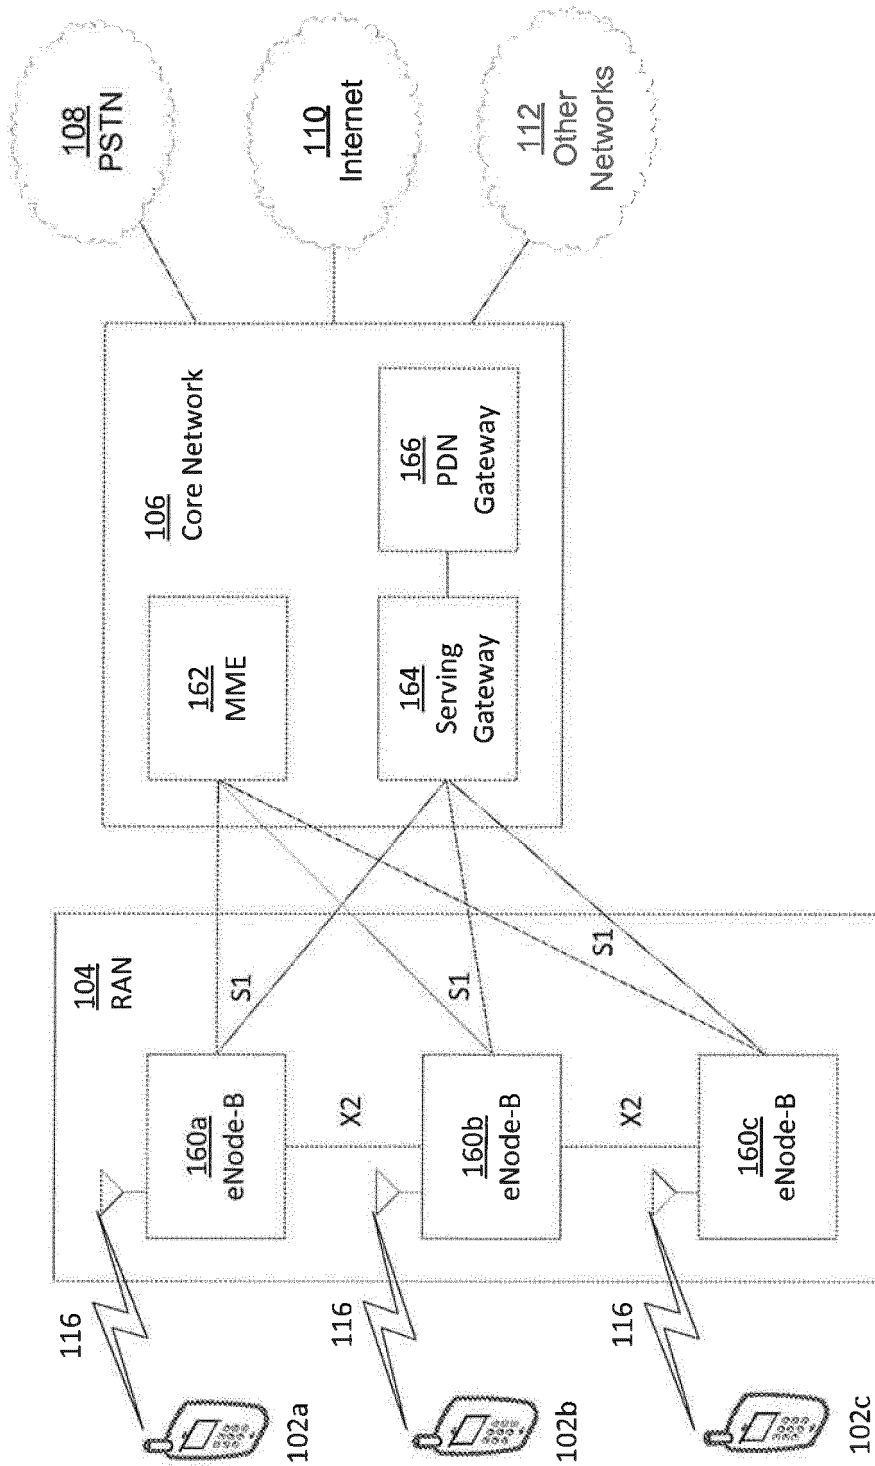 116
102a
116
102b
116
102c
104
RAN
160a
eNode-B
X2
160b
eNode-B
X2
160c
eNode-B
S1
S1
S1
106
Core Network
162
MME
164
Serving
Gateway
166
PDN
Gateway
108
PSTN
110
Internet
112
Other
Networks